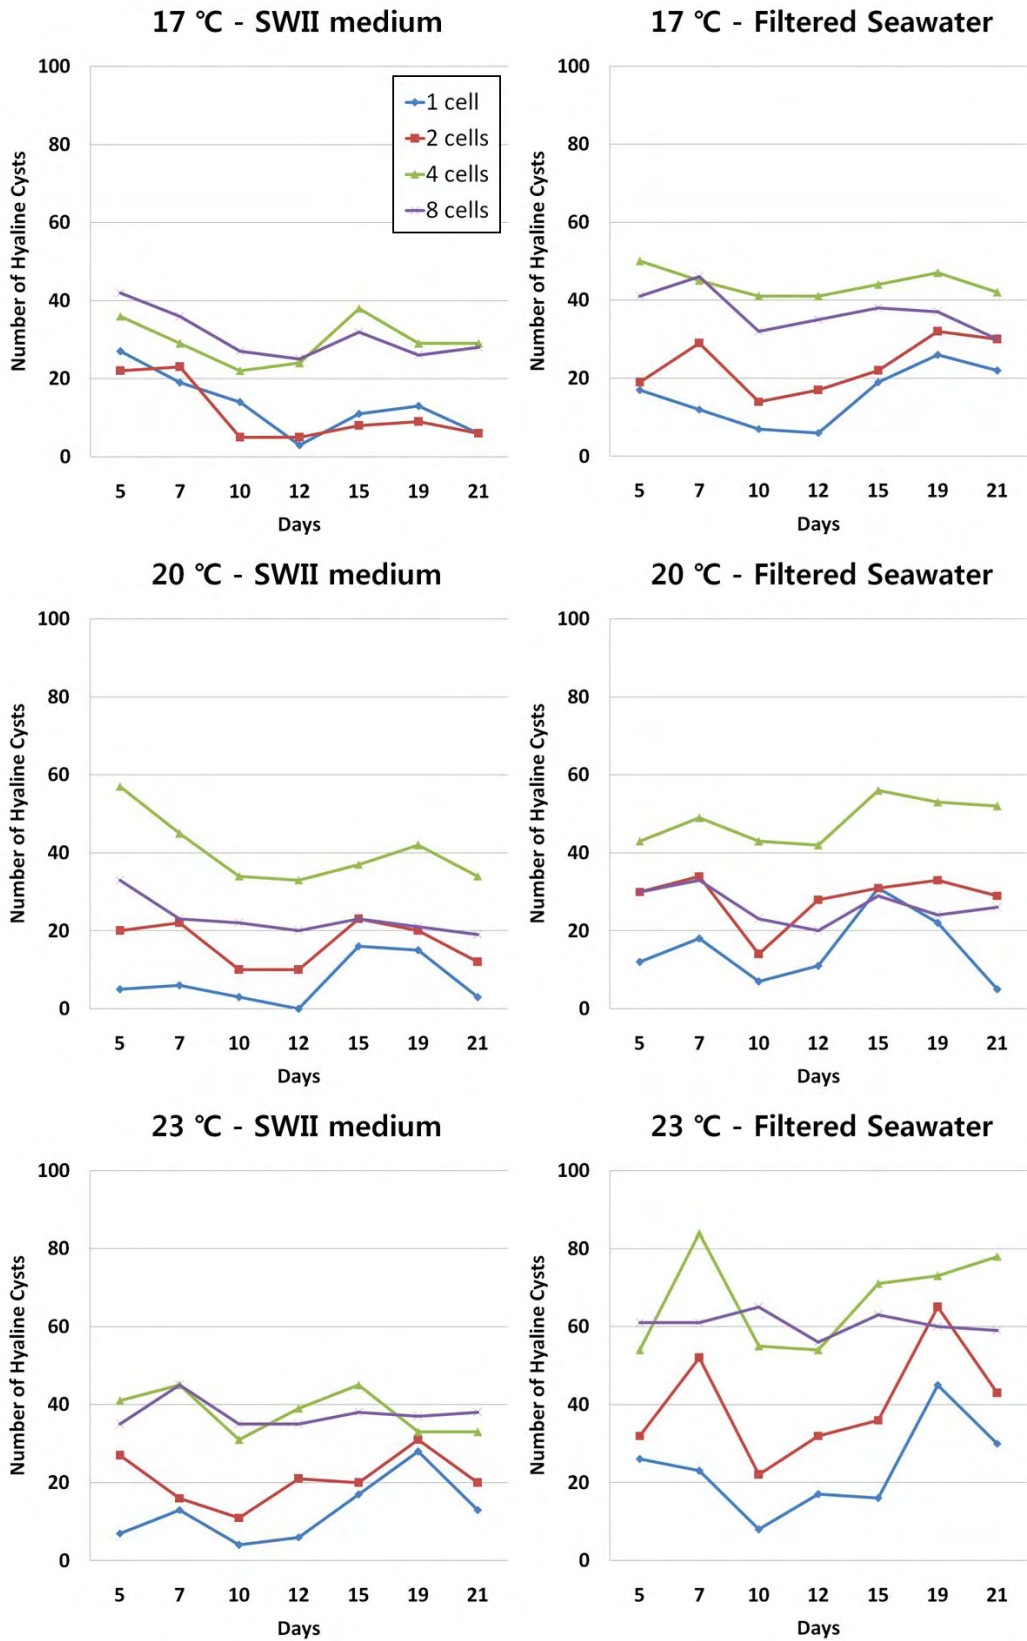 17 ℃ - SWII medium
100
80
60
40
20
0
Number of Hyaline Cysts
1 cell
2 cells
4 cells
8 cells
5 7 10 12 15 19 21
Days
17 ℃ - Filtered Seawater
100
80
60
40
20
0
Number of Hyaline Cysts
5 7 10 12 15 19 21
Days
20 ℃ - SWII medium
100
80
60
40
20
0
Number of Hyaline Cysts
5 7 10 12 15 19 21
Days
20 ℃ - Filtered Seawater
100
80
60
40
20
0
Number of Hyaline Cysts
5 7 10 12 15 19 21
Days
23 ℃ - SWII medium
100
80
60
40
20
0
Number of Hyaline Cysts
5 7 10 12 15 19 21
Days
23 ℃ - Filtered Seawater
100
80
60
40
20
0
Number of Hyaline Cysts
5 7 10 12 15 19 21
Days